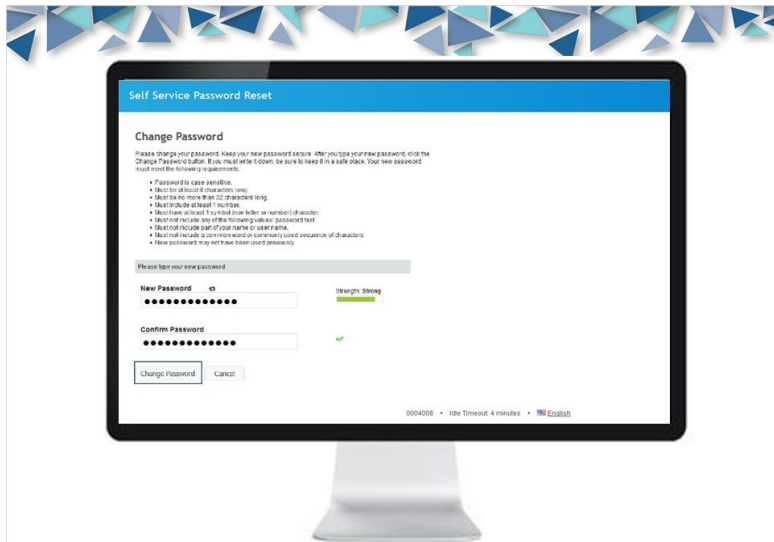 Self Service Password Reset
Change Password
Please change your password. Keep your new password secure. After you type your new password, click the
Change Password button. If you must write it down, be sure to keep it in a safe place. Your new password
must meet the following requirements:
• Password is case sensitive.
• Must be at least 8 characters long.
• Must be no more than 32 characters long.
• Must include at least 1 number.
• Must have at least 1 symbol (non letter or number) character.
• Must not include any of the following values: password test
• Must not include part of your name or user name.
• Must not include a common word or commonly used sequence of characters.
• New password may not have been used previously.
Please type your new password
New Password
Strength: Strong
Confirm Password
Change Password Cancel
0004008 • Idle Timeout: 4 minutes • English